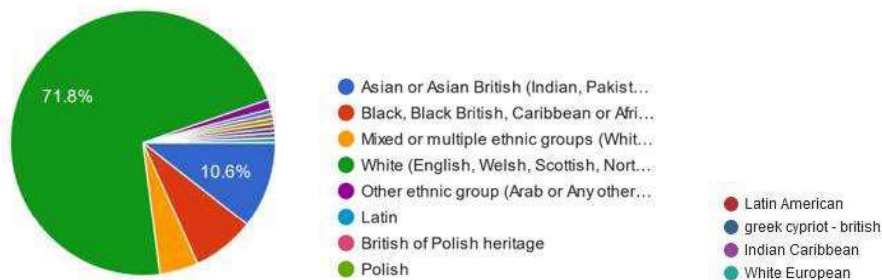 71.8%
10.6%
Asian or Asian British (Indian, Pakist...
Black, Black British, Caribbean or Afri...
Mixed or multiple ethnic groups (Whit...
White (English, Welsh, Scottish, Nort...
Other ethnic group (Arab or Any other...
Latin
British of Polish heritage
Polish
Latin American
greek cypriot - british
Indian Caribbean
White European